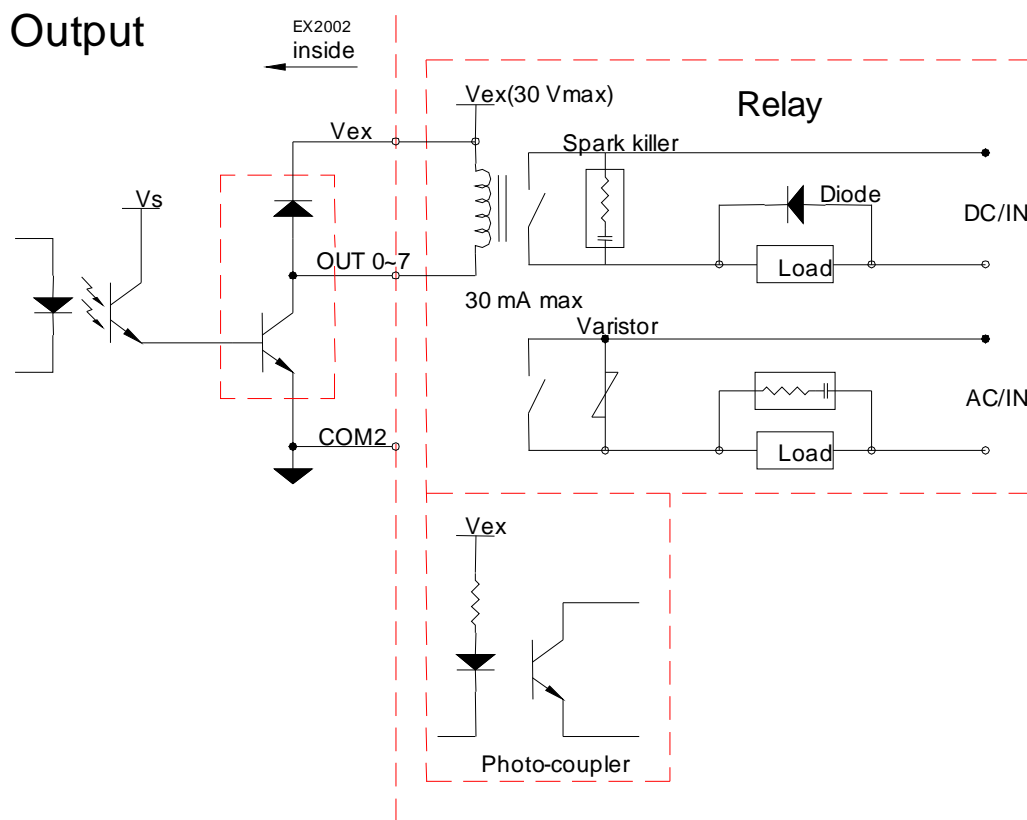 Output
EX2002
inside
Vex(30 Vmax)
Relay
Vex
Spark killer
Vs
Diode
DC/IN
OUT 0~7
Load
30 mA max
Varistor
AC/IN
COM2
Load
Vex
Photo-coupler